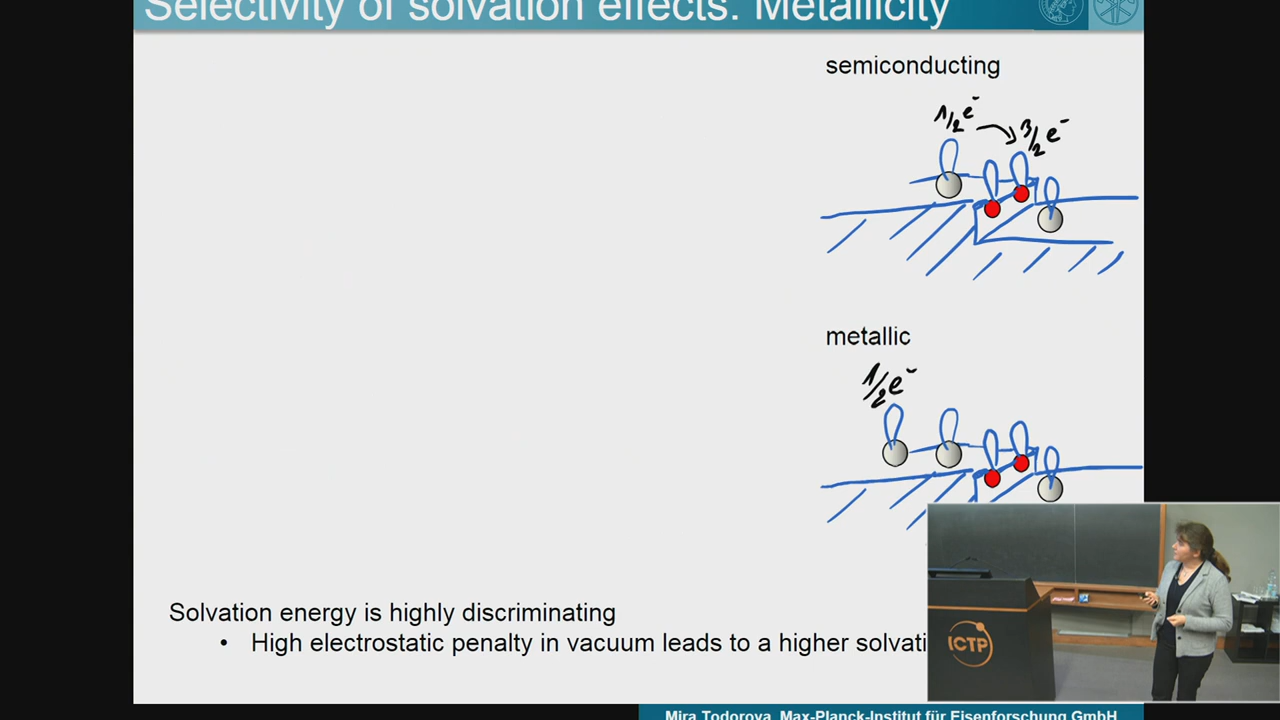 Selectivity of solvation effects: Metallicity
semiconducting
1/2 e⁻
3/2 e⁻
metallic
1/2 e⁻
Solvation energy is highly discriminating
• High electrostatic penalty in vacuum leads to a higher solvati
ICTP
Mira Todorova, Max-Planck-Institut für Eisenforschung GmbH